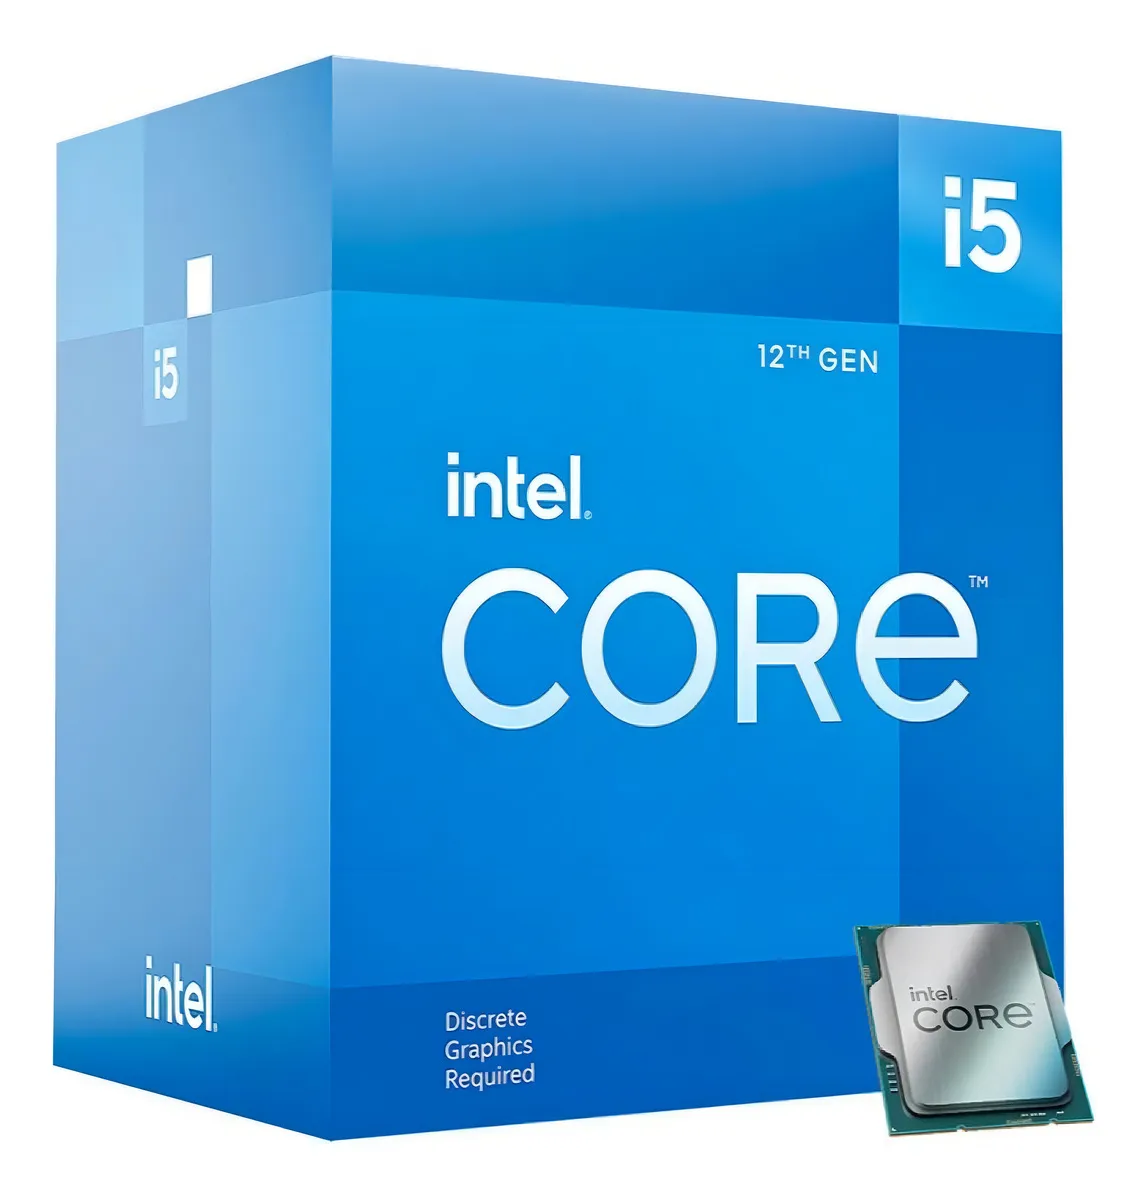 i5
12TH GEN
intel®
CORe™
Discrete
Graphics
Required
i5
intel.
intel.
CORe